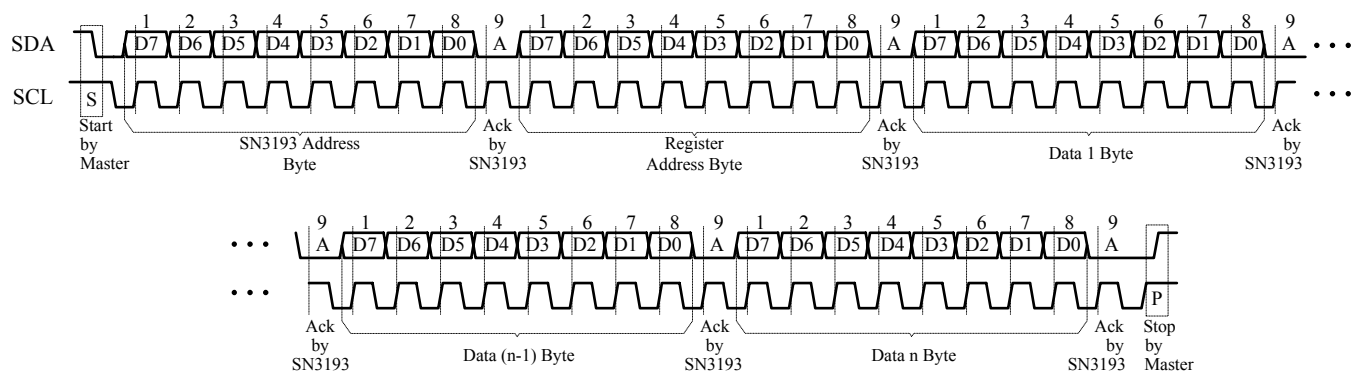 1 2 3 4 5 6 7 8 9 1 2 3 4 5 6 7 8 9 1 2 3 4 5 6 7 8 9
SDA D7 D6 D5 D4 D3 D2 D1 D0 A D7 D6 D5 D4 D3 D2 D1 D0 A D7 D6 D5 D4 D3 D2 D1 D0 A • • •
SCL S • • •
Start by Master
SN3193 Address Byte
Ack by SN3193
Register Address Byte
Ack by SN3193
Data 1 Byte
Ack by SN3193
9 1 2 3 4 5 6 7 8 9 1 2 3 4 5 6 7 8 9
• • • A D7 D6 D5 D4 D3 D2 D1 D0 A D7 D6 D5 D4 D3 D2 D1 D0 A
• • • P
Ack by SN3193
Data (n-1) Byte
Ack by SN3193
Data n Byte
Ack by SN3193
Stop by Master